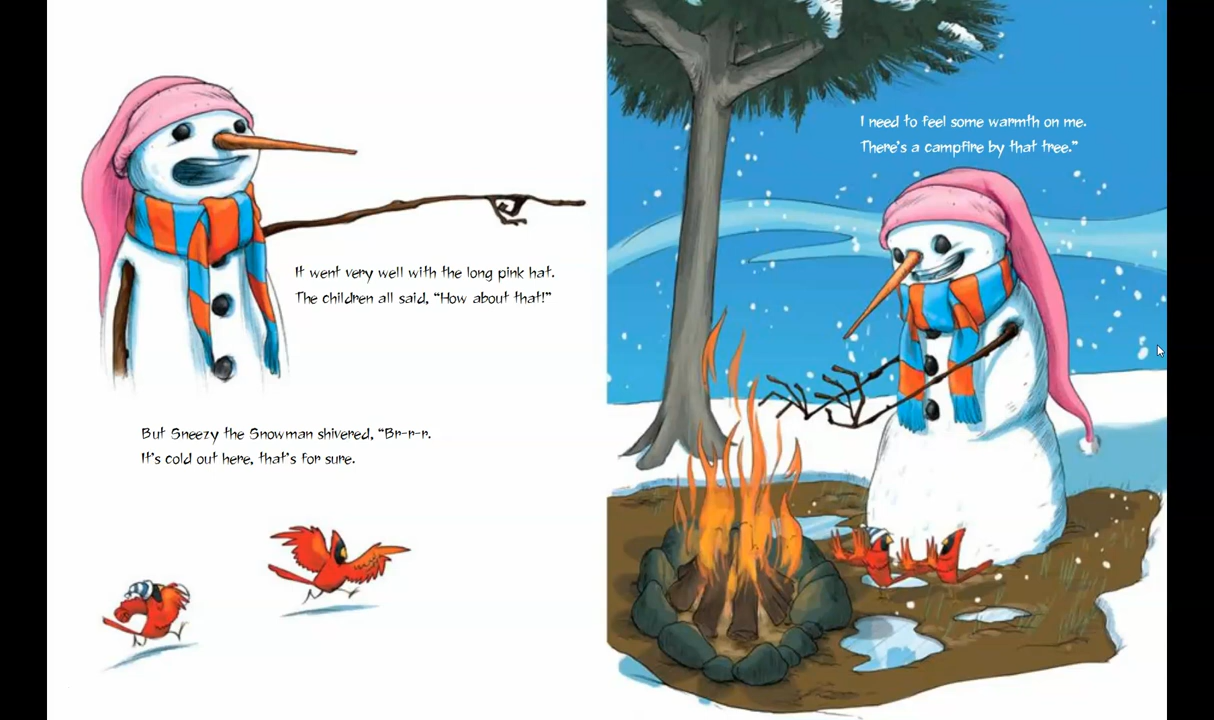 It went very well with the long pink hat.
The children all said, “How about that!”
But Sneezy the Snowman shivered, “Br-r-r.
It's cold out here, that's for sure.
I need to feel some warmth on me.
There's a campfire by that tree.”